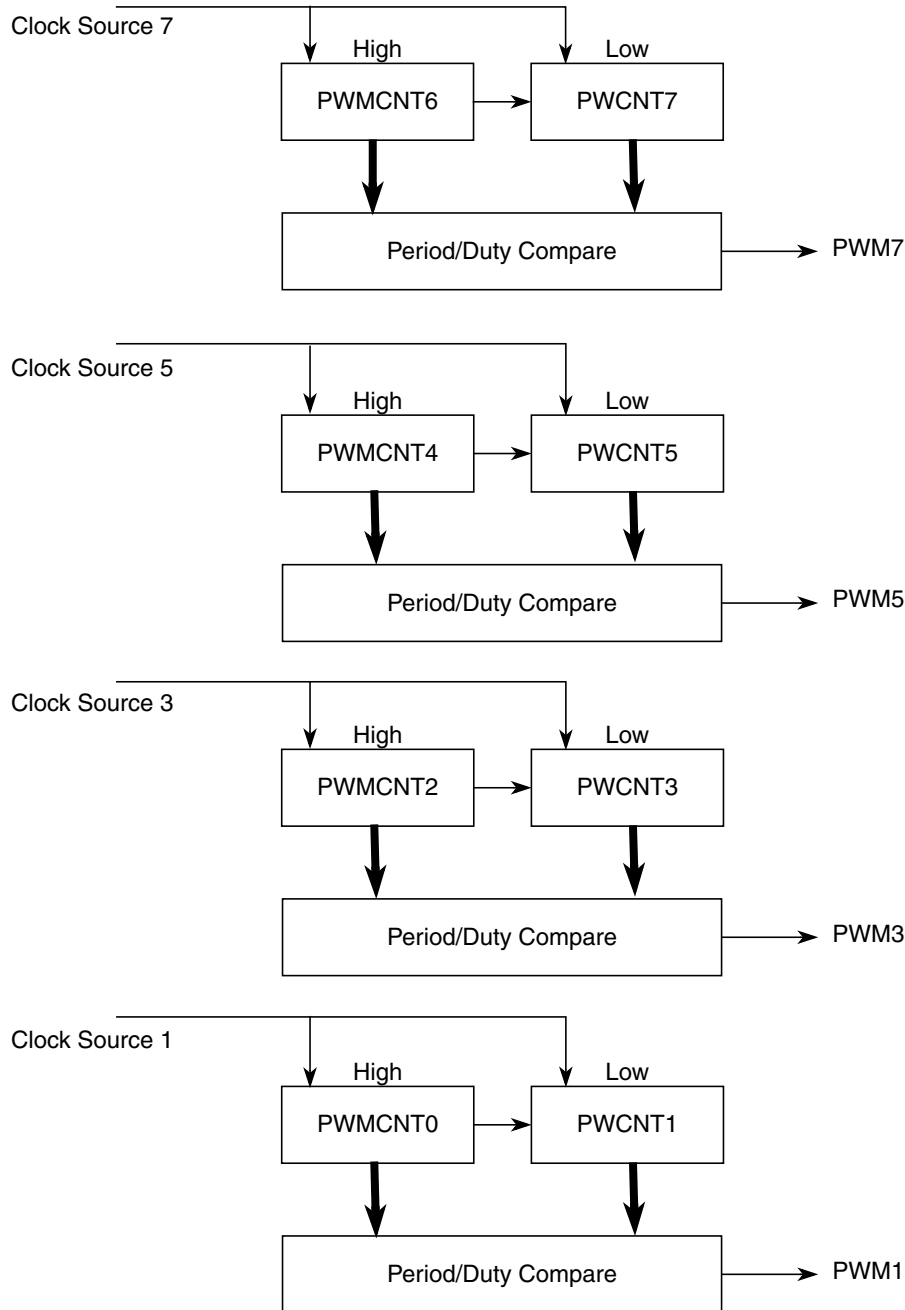 Clock Source 7
High
Low
PWMCNT6
PWCNT7
Period/Duty Compare
PWM7
Clock Source 5
High
Low
PWMCNT4
PWCNT5
Period/Duty Compare
PWM5
Clock Source 3
High
Low
PWMCNT2
PWCNT3
Period/Duty Compare
PWM3
Clock Source 1
High
Low
PWMCNT0
PWCNT1
Period/Duty Compare
PWM1